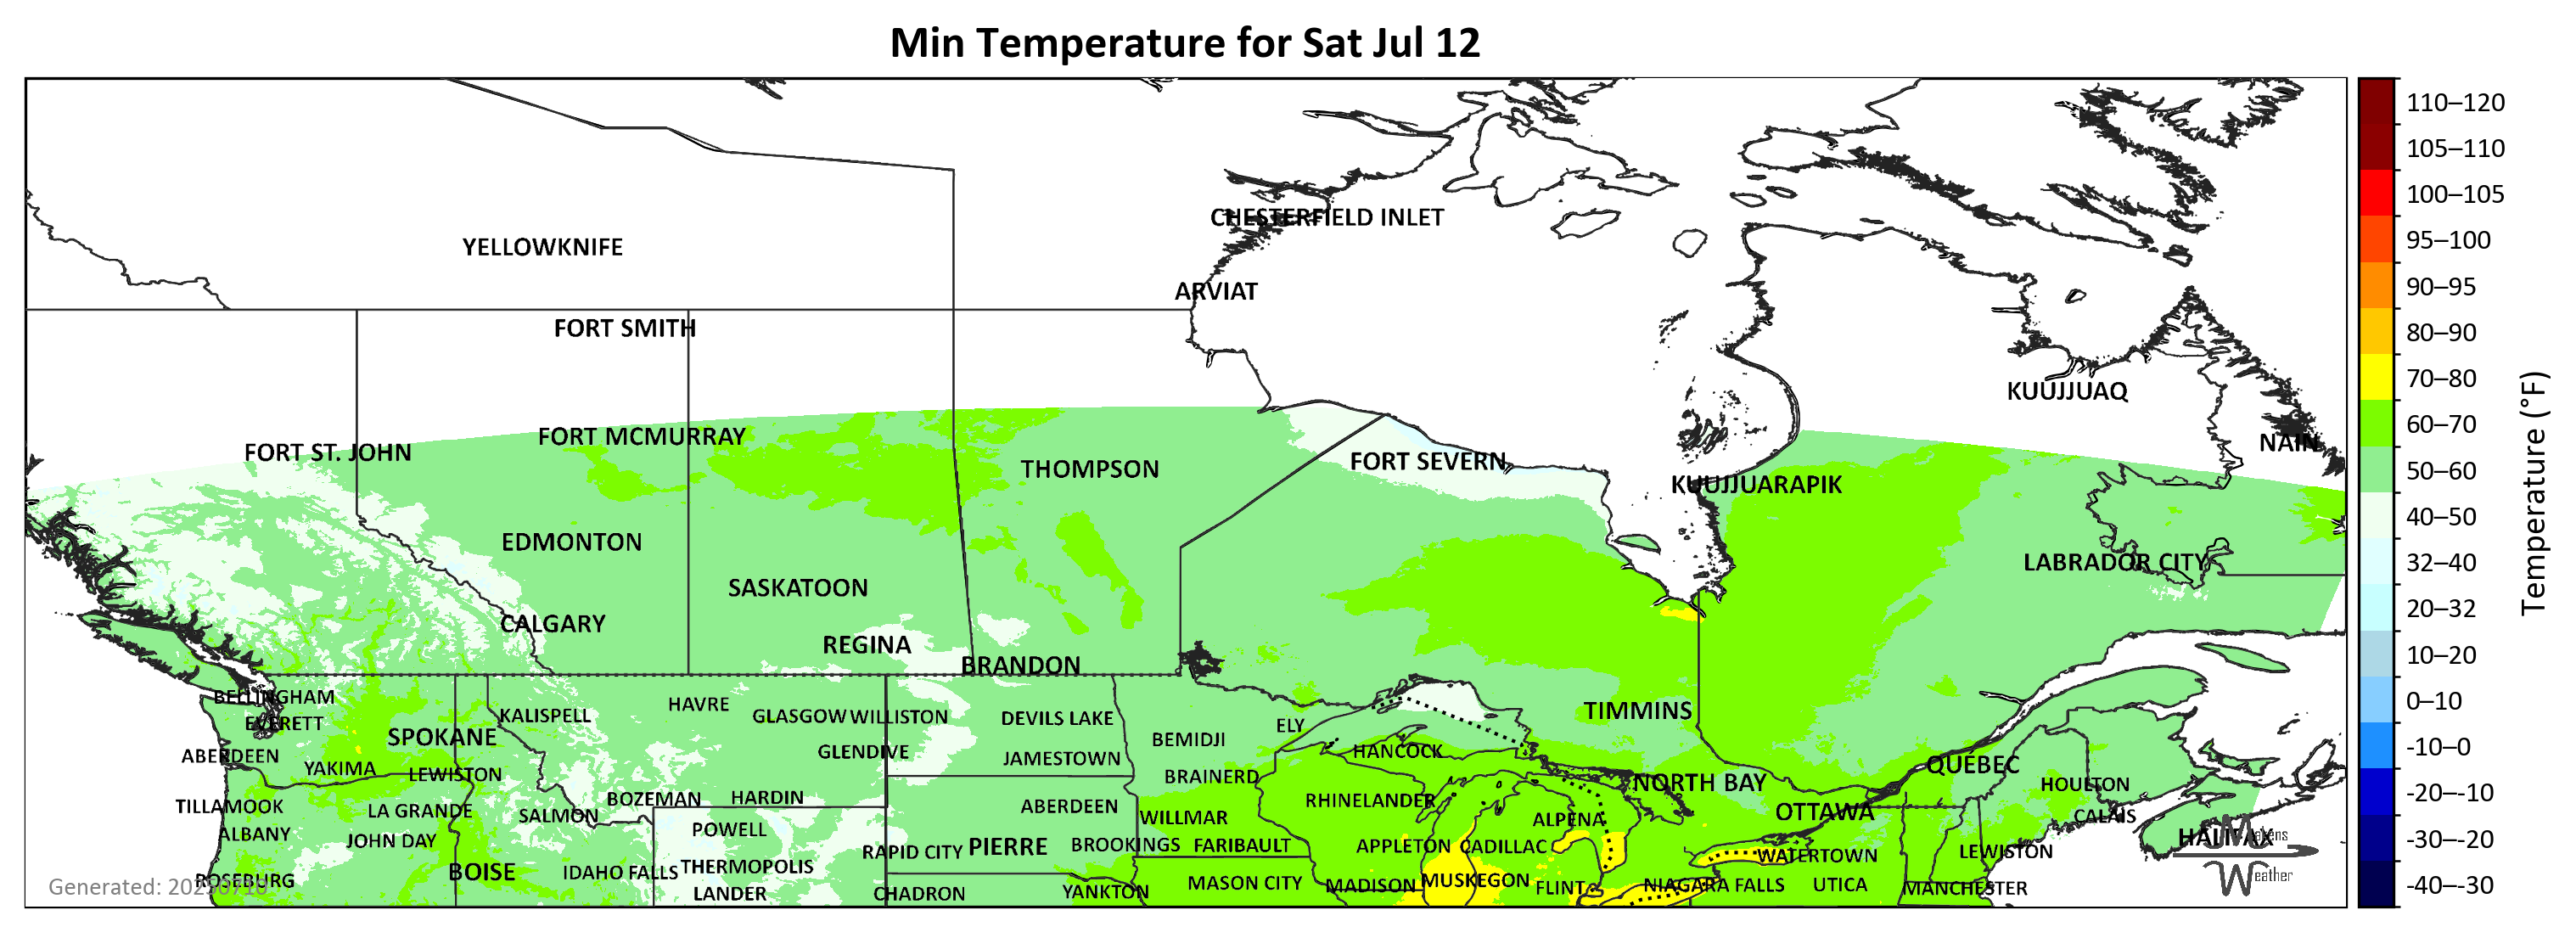 Min Temperature for Sat Jul 12
CHESTERFIELD INLET
YELLOWKNIFE
ARVIAT
FORT SMITH
KUUJJUAQ
FORT MCMURRAY
NAIN
FORT ST. JOHN
FORT SEVERN
THOMPSON
KUUJJUARAPIK
EDMONTON
LABRADOR CITY
SASKATOON
CALGARY
REGINA
BRANDON
BELLINGHAM
HAVRE
KALISPELL
GLASGOW
WILLISTON
DEVILS LAKE
TIMMINS
EVERETT
ELY
SPOKANE
BEMIDJI
GLENDIVE
HANCOCK
ABERDEEN
JAMESTOWN
QUÉBEC
YAKIMA
LEWISTON
BRAINERD
NORTH BAY
HOULTON
BOZEMAN
HARDIN
RHINELANDER
TILLAMOOK
LA GRANDE
ABERDEEN
OTTAWA
SALMON
WILLMAR
ALPENA
CALAIS
ALBANY
POWELL
HALIFAX
Makens
Weather
JOHN DAY
RAPID CITY
PIERRE
BROOKINGS
FARIBAULT
APPLETON
CADILLAC
WATERTOWN
LEWISTON
BOISE
IDAHO FALLS
THERMOPOLIS
ROSEBURG
MASON CITY
MADISON
MUSKEGON
FLINT
NIAGARA FALLS
UTICA
MANCHESTER
LANDER
CHADRON
YANKTON
Generated: 20250710
110–120
105–110
100–105
95–100
90–95
80–90
70–80
60–70
50–60
40–50
32–40
20–32
10–20
0–10
-10–0
-20–-10
-30–-20
-40–-30
Temperature (°F)